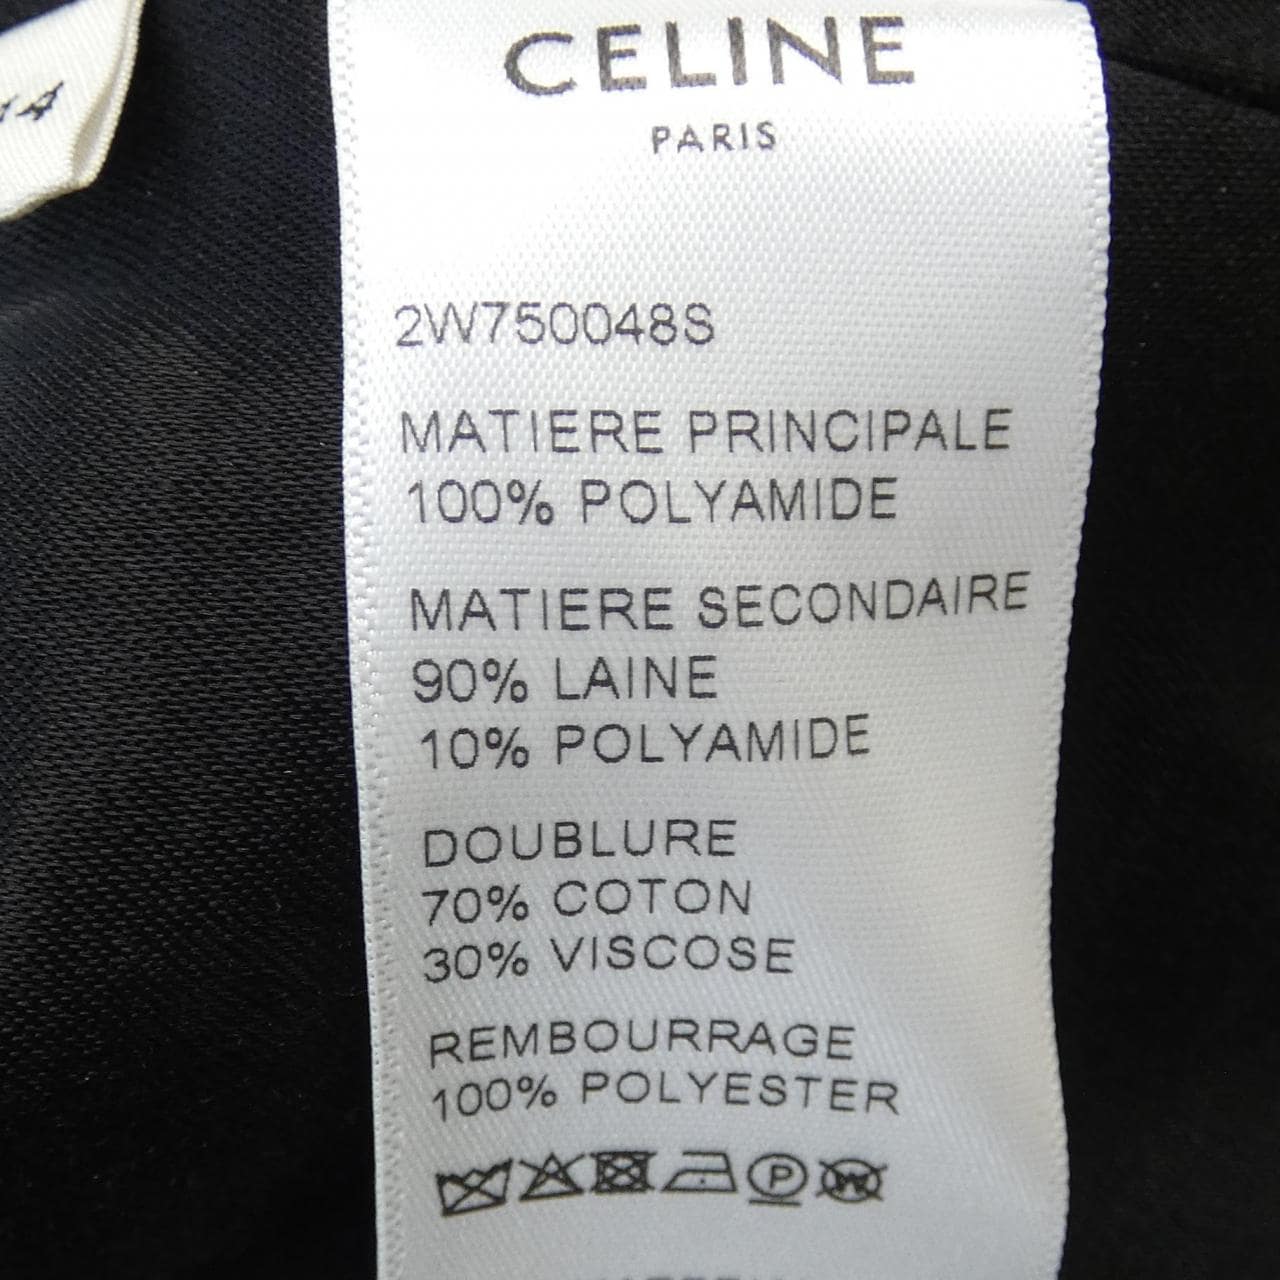 CELINE
PARIS
2W750048S
MATIERE PRINCIPALE
100% POLYAMIDE
MATIERE SECONDAIRE
90% LAINE
10% POLYAMIDE
DOUBLURE
70% COTON
30% VISCOSE
REMBOURRAGE
100% POLYESTER
P W